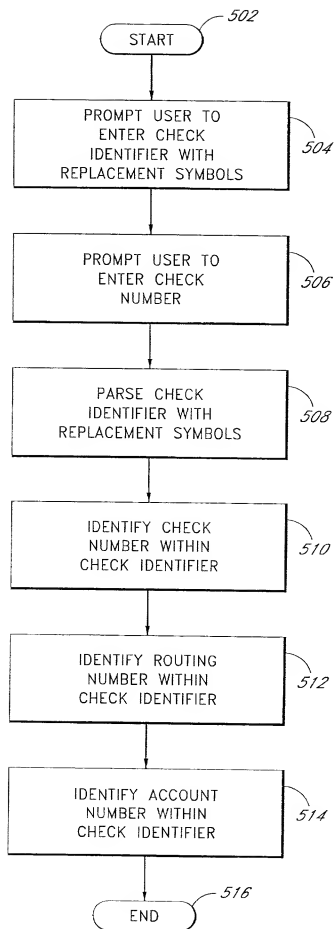 502
START
PROMPT USER TO
ENTER CHECK
IDENTIFIER WITH
REPLACEMENT SYMBOLS
504
PROMPT USER TO
ENTER CHECK
NUMBER
506
PARSE CHECK
IDENTIFIER WITH
REPLACEMENT SYMBOLS
508
IDENTIFY CHECK
NUMBER WITHIN
CHECK IDENTIFIER
510
IDENTIFY ROUTING
NUMBER WITHIN
CHECK IDENTIFIER
512
IDENTIFY ACCOUNT
NUMBER WITHIN
CHECK IDENTIFIER
514
516
END